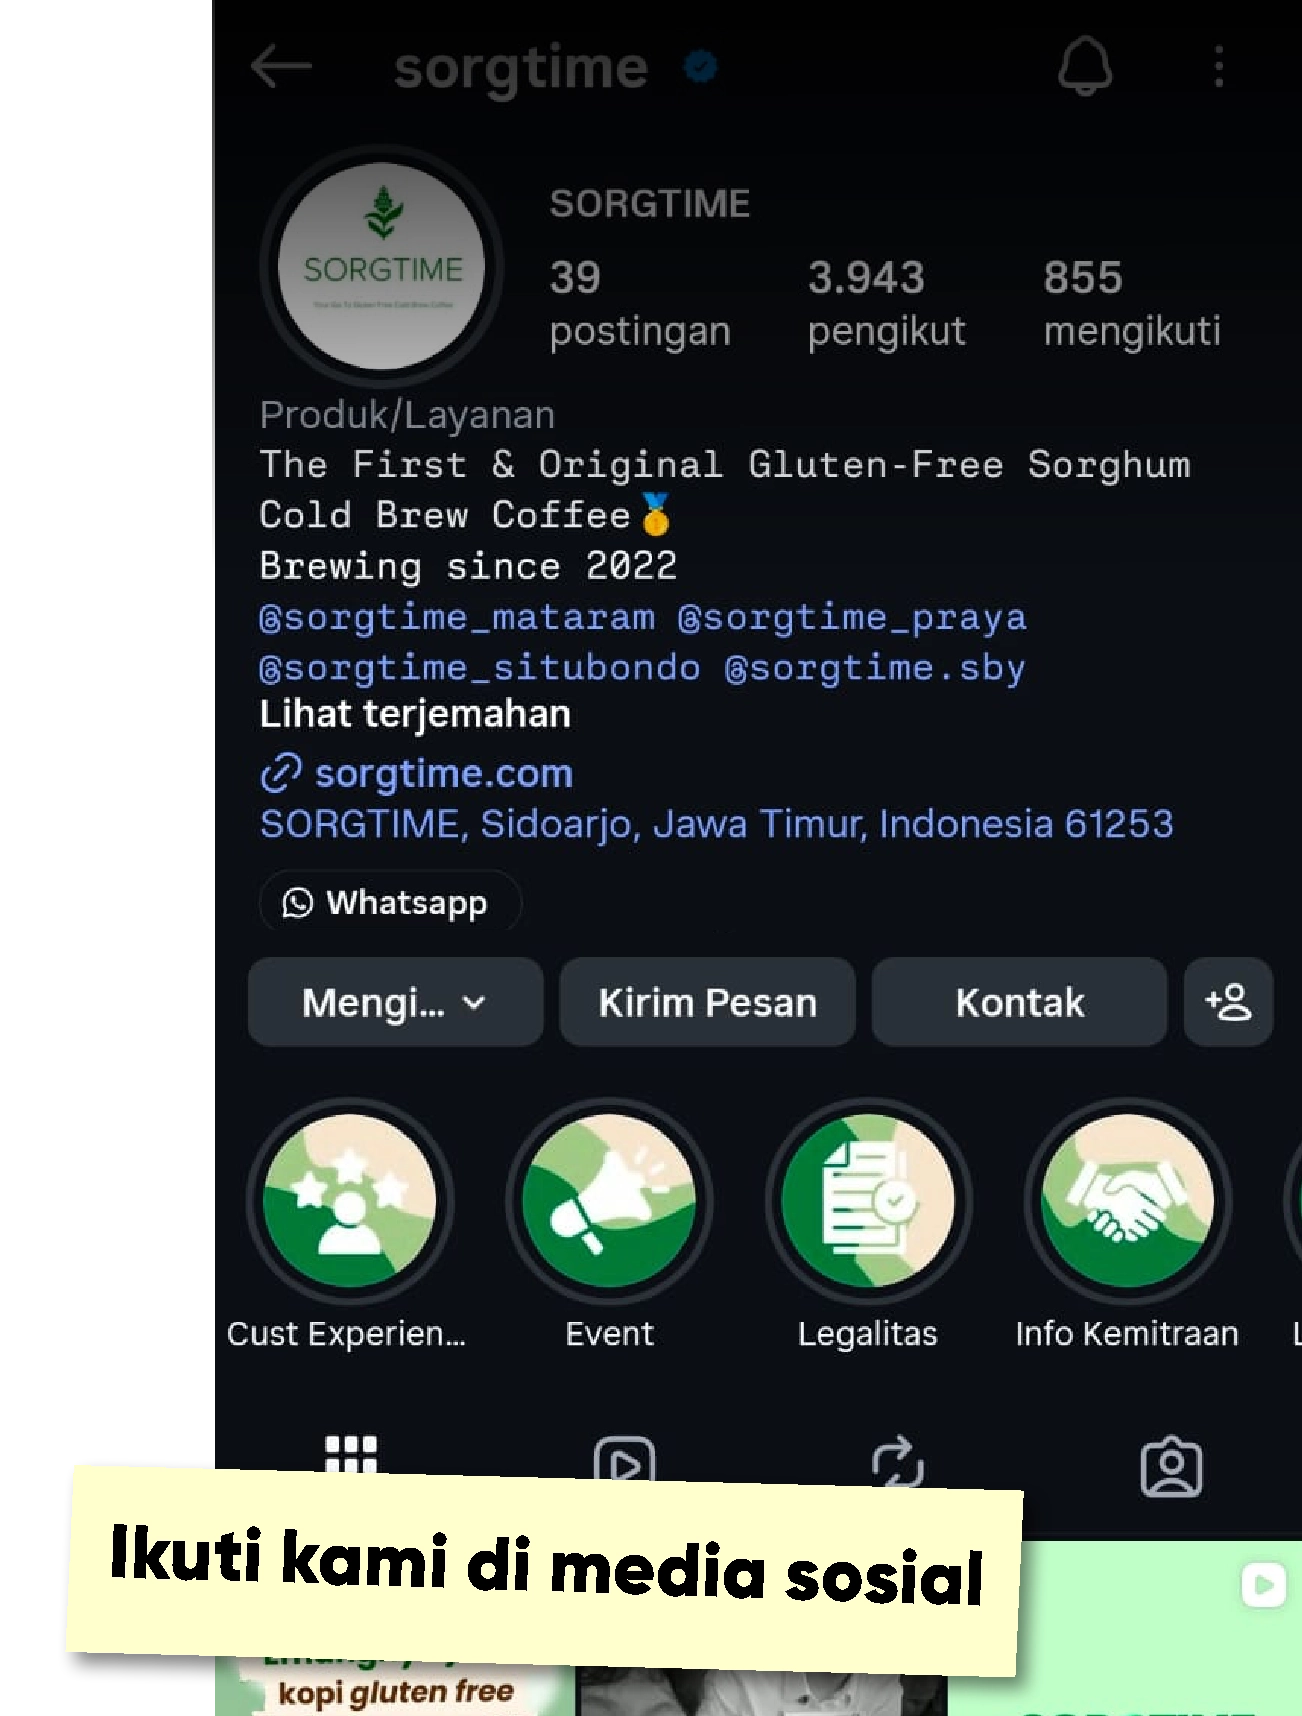 sorgtime
SORGTIME
SORGTIME
39 3.943 855
postingan pengikut mengikuti
Produk/Layanan
The First & Original Gluten-Free Sorghum
Cold Brew Coffee🥇
Brewing since 2022
@sorgtime_mataram @sorgtime_praya
@sorgtime_situbondo @sorgtime.sby
Lihat terjemahan
sorgtime.com
SORGTIME, Sidoarjo, Jawa Timur, Indonesia 61253
Whatsapp
Mengi... Kirim Pesan Kontak
Cust Experien... Event Legalitas Info Kemitraan
Ikuti kami di media sosial
kopi gluten free